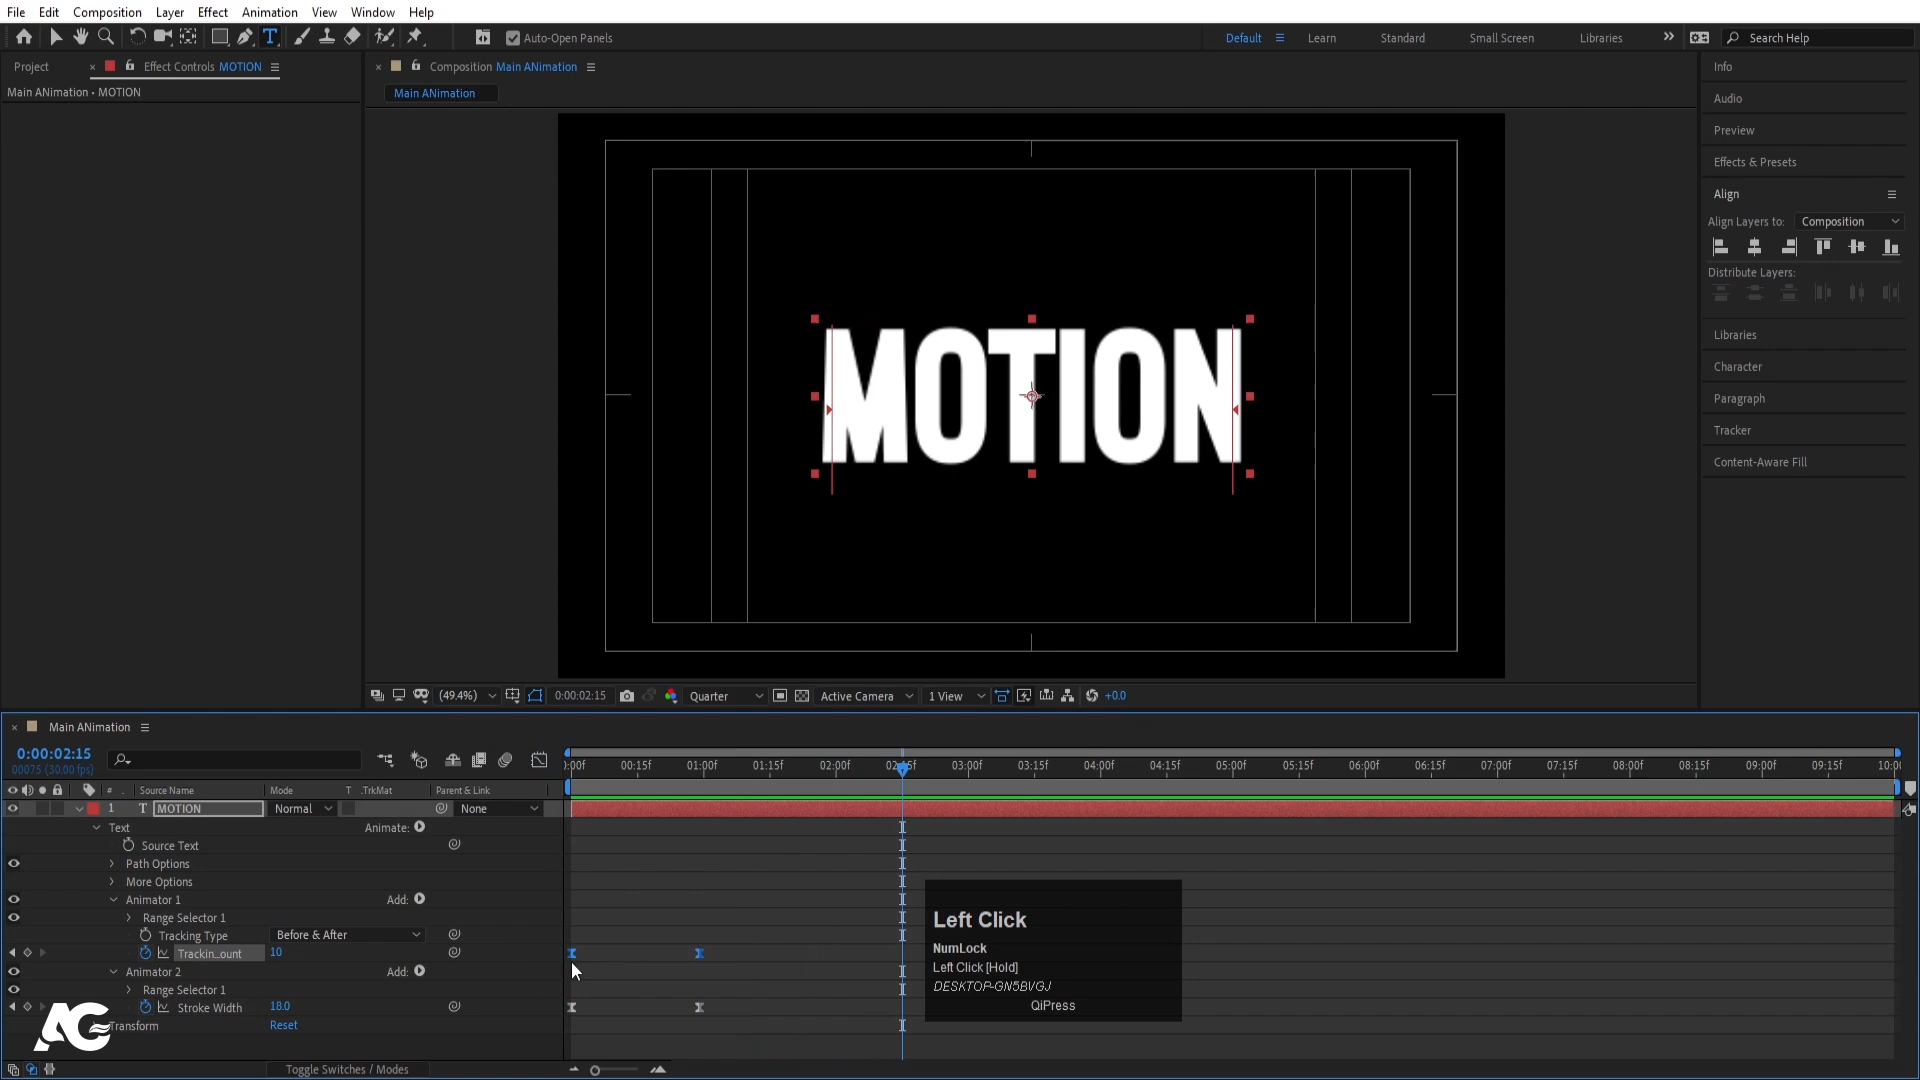 File Edit Composition Layer Effect Animation View Window Help
Auto-Open Panels Default Learn Standard Small Screen Libraries Search Help
Project Effect Controls MOTION Composition Main ANimation Info
Main ANimation • MOTION
Main ANimation
Audio
Preview
Effects & Presets
Align
Align Layers to: Composition
Distribute Layers:
Libraries
Character
Paragraph
Tracker
Content-Aware Fill
MOTION
(49.4%) 0:00:02:15 Quarter Active Camera 1 View +0.0
Main ANimation
0:00:02:15
00075 (30.00 fps)
00:15f 01:00f 01:15f 02:00f 03:00f 03:15f 04:00f 04:15f 05:00f 05:15f 06:00f 06:15f 07:00f 07:15f 08:00f 08:15f 09:00f 09:15f
# Source Name Mode T .TrkMat Parent & Link
1 T MOTION Normal None
Text Animate:
Source Text
Path Options
More Options
Animator 1 Add:
Range Selector 1
Tracking Type Before & After
Trackin...ount 10
Animator 2 Add:
Range Selector 1
Stroke Width 18.0
Transform Reset
Toggle Switches / Modes
Left Click
NumLock
Left Click [Hold]
DESKTOP-GN5BVGJ
QiPress
AG